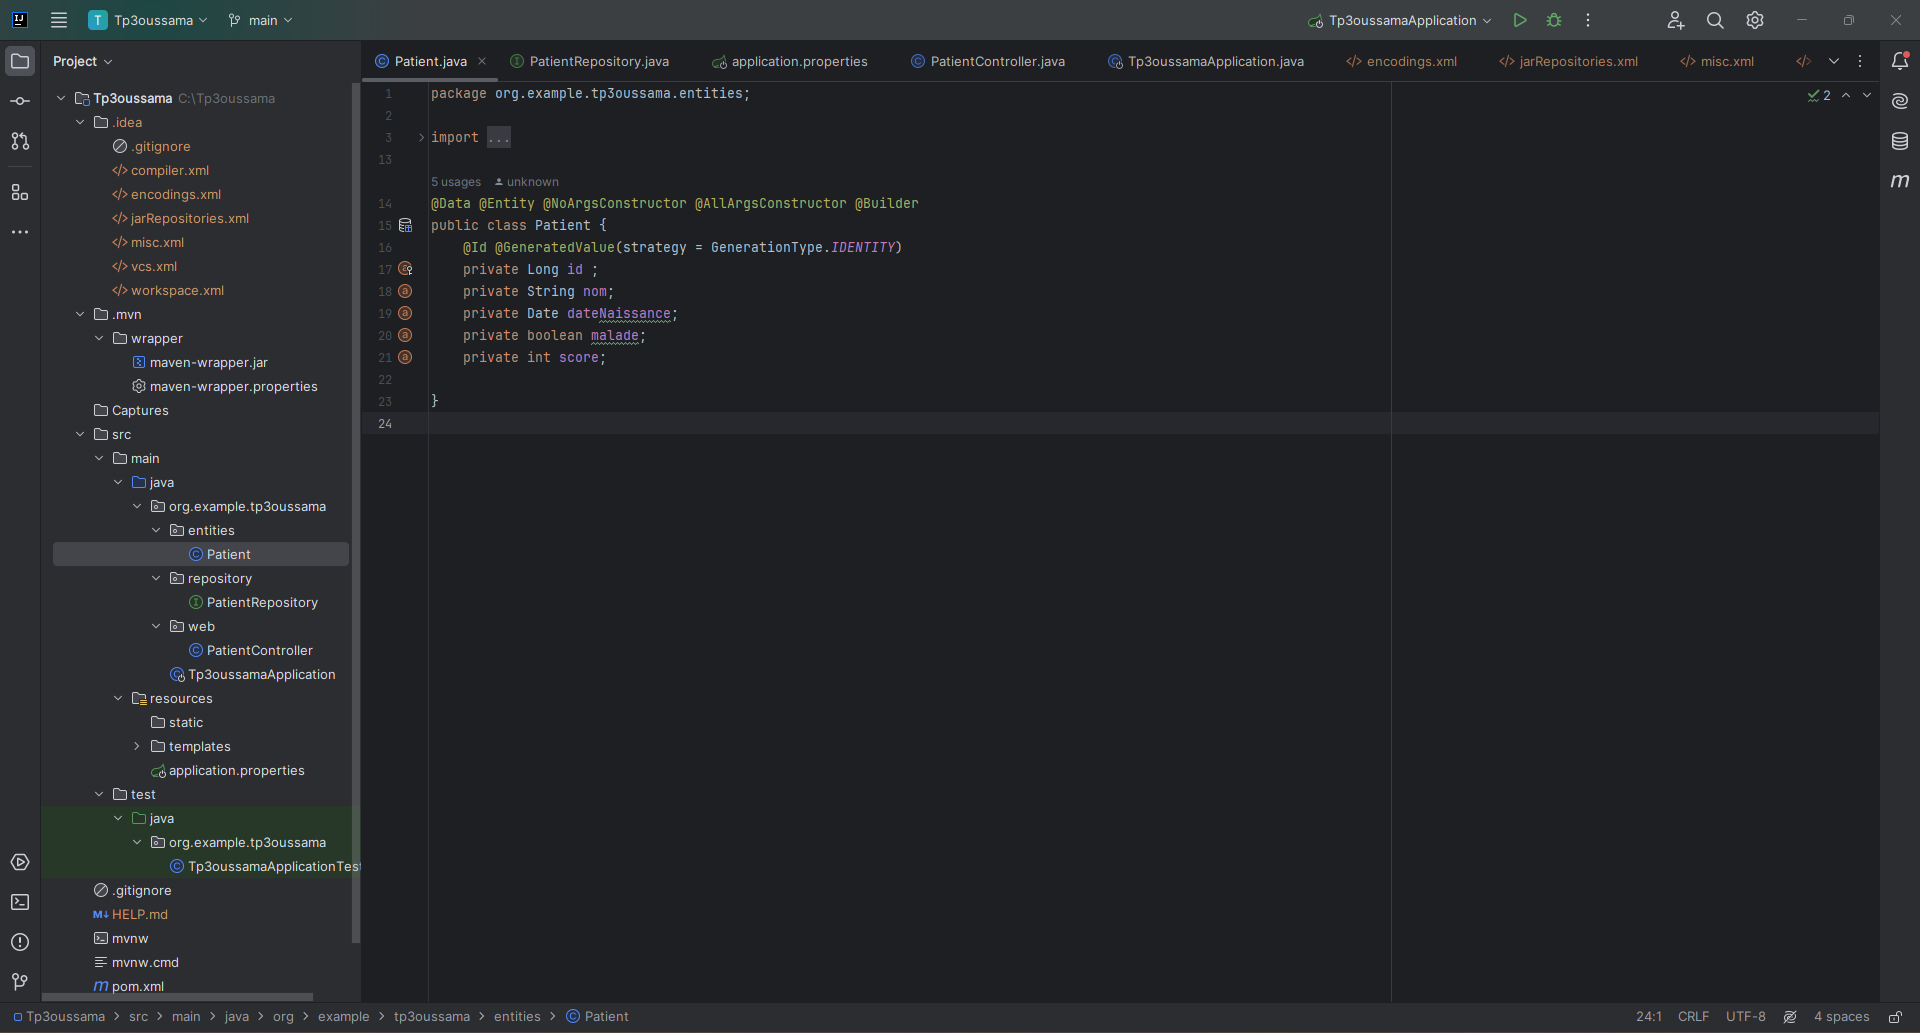 T Tp3oussama main Tp3oussamaApplication
Project
Patient.java PatientRepository.java application.properties PatientController.java Tp3oussamaApplication.java encodings.xml jarRepositories.xml misc.xml
Tp3oussama C:\Tp3oussama
.idea
.gitignore
compiler.xml
encodings.xml
jarRepositories.xml
misc.xml
vcs.xml
workspace.xml
.mvn
wrapper
maven-wrapper.jar
maven-wrapper.properties
Captures
src
main
java
org.example.tp3oussama
entities
Patient
repository
PatientRepository
web
PatientController
Tp3oussamaApplication
resources
static
templates
application.properties
test
java
org.example.tp3oussama
Tp3oussamaApplicationTest
.gitignore
HELP.md
mvnw
mvnw.cmd
pom.xml
1 package org.example.tp3oussama.entities;
2
3 import ...
13
5 usages unknown
14 @Data @Entity @NoArgsConstructor @AllArgsConstructor @Builder
15 public class Patient {
16 @Id @GeneratedValue(strategy = GenerationType.IDENTITY)
17 private Long id ;
18 private String nom;
19 private Date dateNaissance;
20 private boolean malade;
21 private int score;
22
23 }
24
2
Tp3oussama > src > main > java > org > example > tp3oussama > entities > Patient
24:1 CRLF UTF-8 4 spaces